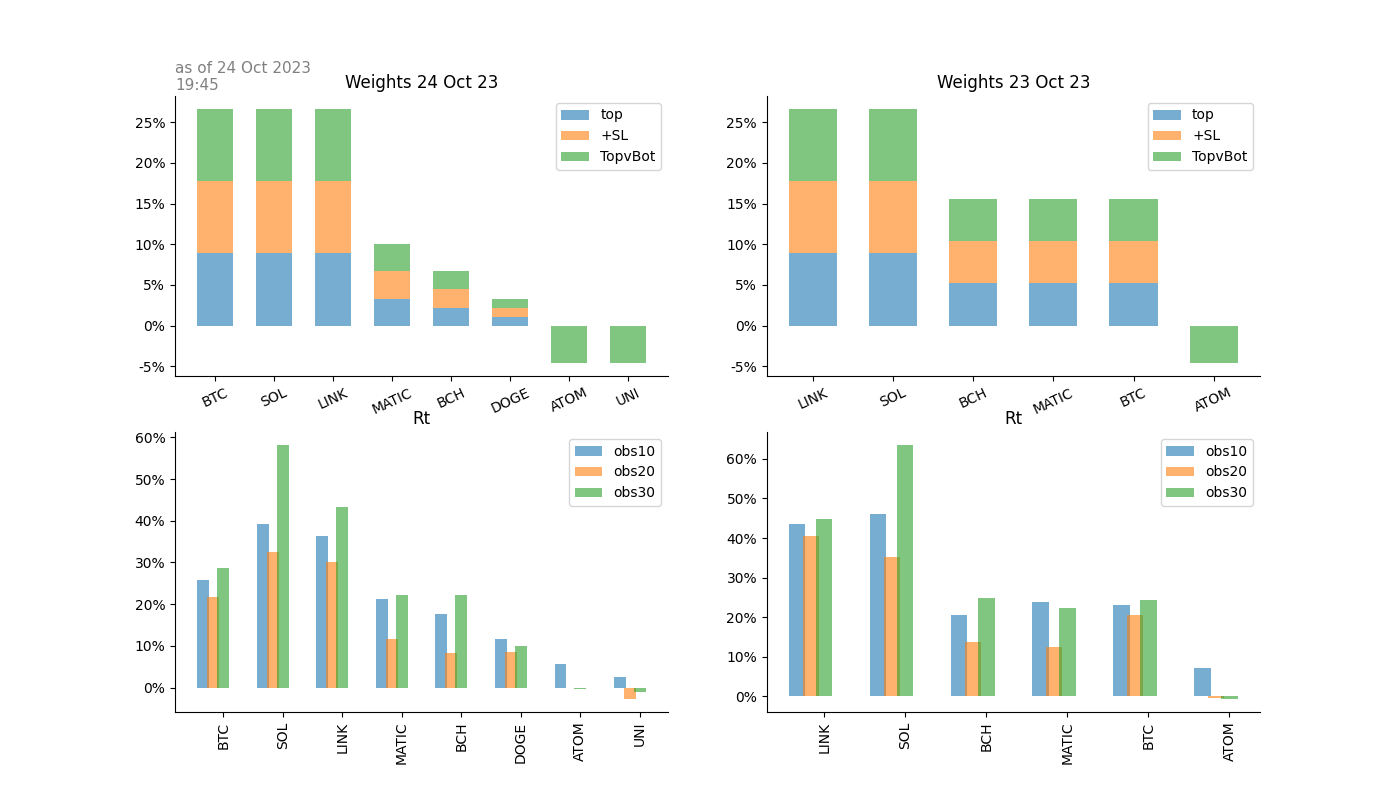 as of 24 Oct 2023
19:45
Weights 24 Oct 23
25%
20%
15%
10%
5%
0%
-5%
top
+SL
TopvBot
BTC
SOL
LINK
MATIC
BCH
DOGE
ATOM
UNI
Weights 23 Oct 23
25%
20%
15%
10%
5%
0%
-5%
top
+SL
TopvBot
LINK
SOL
BCH
MATIC
BTC
ATOM
Rt
60%
50%
40%
30%
20%
10%
0%
obs10
obs20
obs30
BTC
SOL
LINK
MATIC
BCH
DOGE
ATOM
UNI
Rt
60%
50%
40%
30%
20%
10%
0%
obs10
obs20
obs30
LINK
SOL
BCH
MATIC
BTC
ATOM